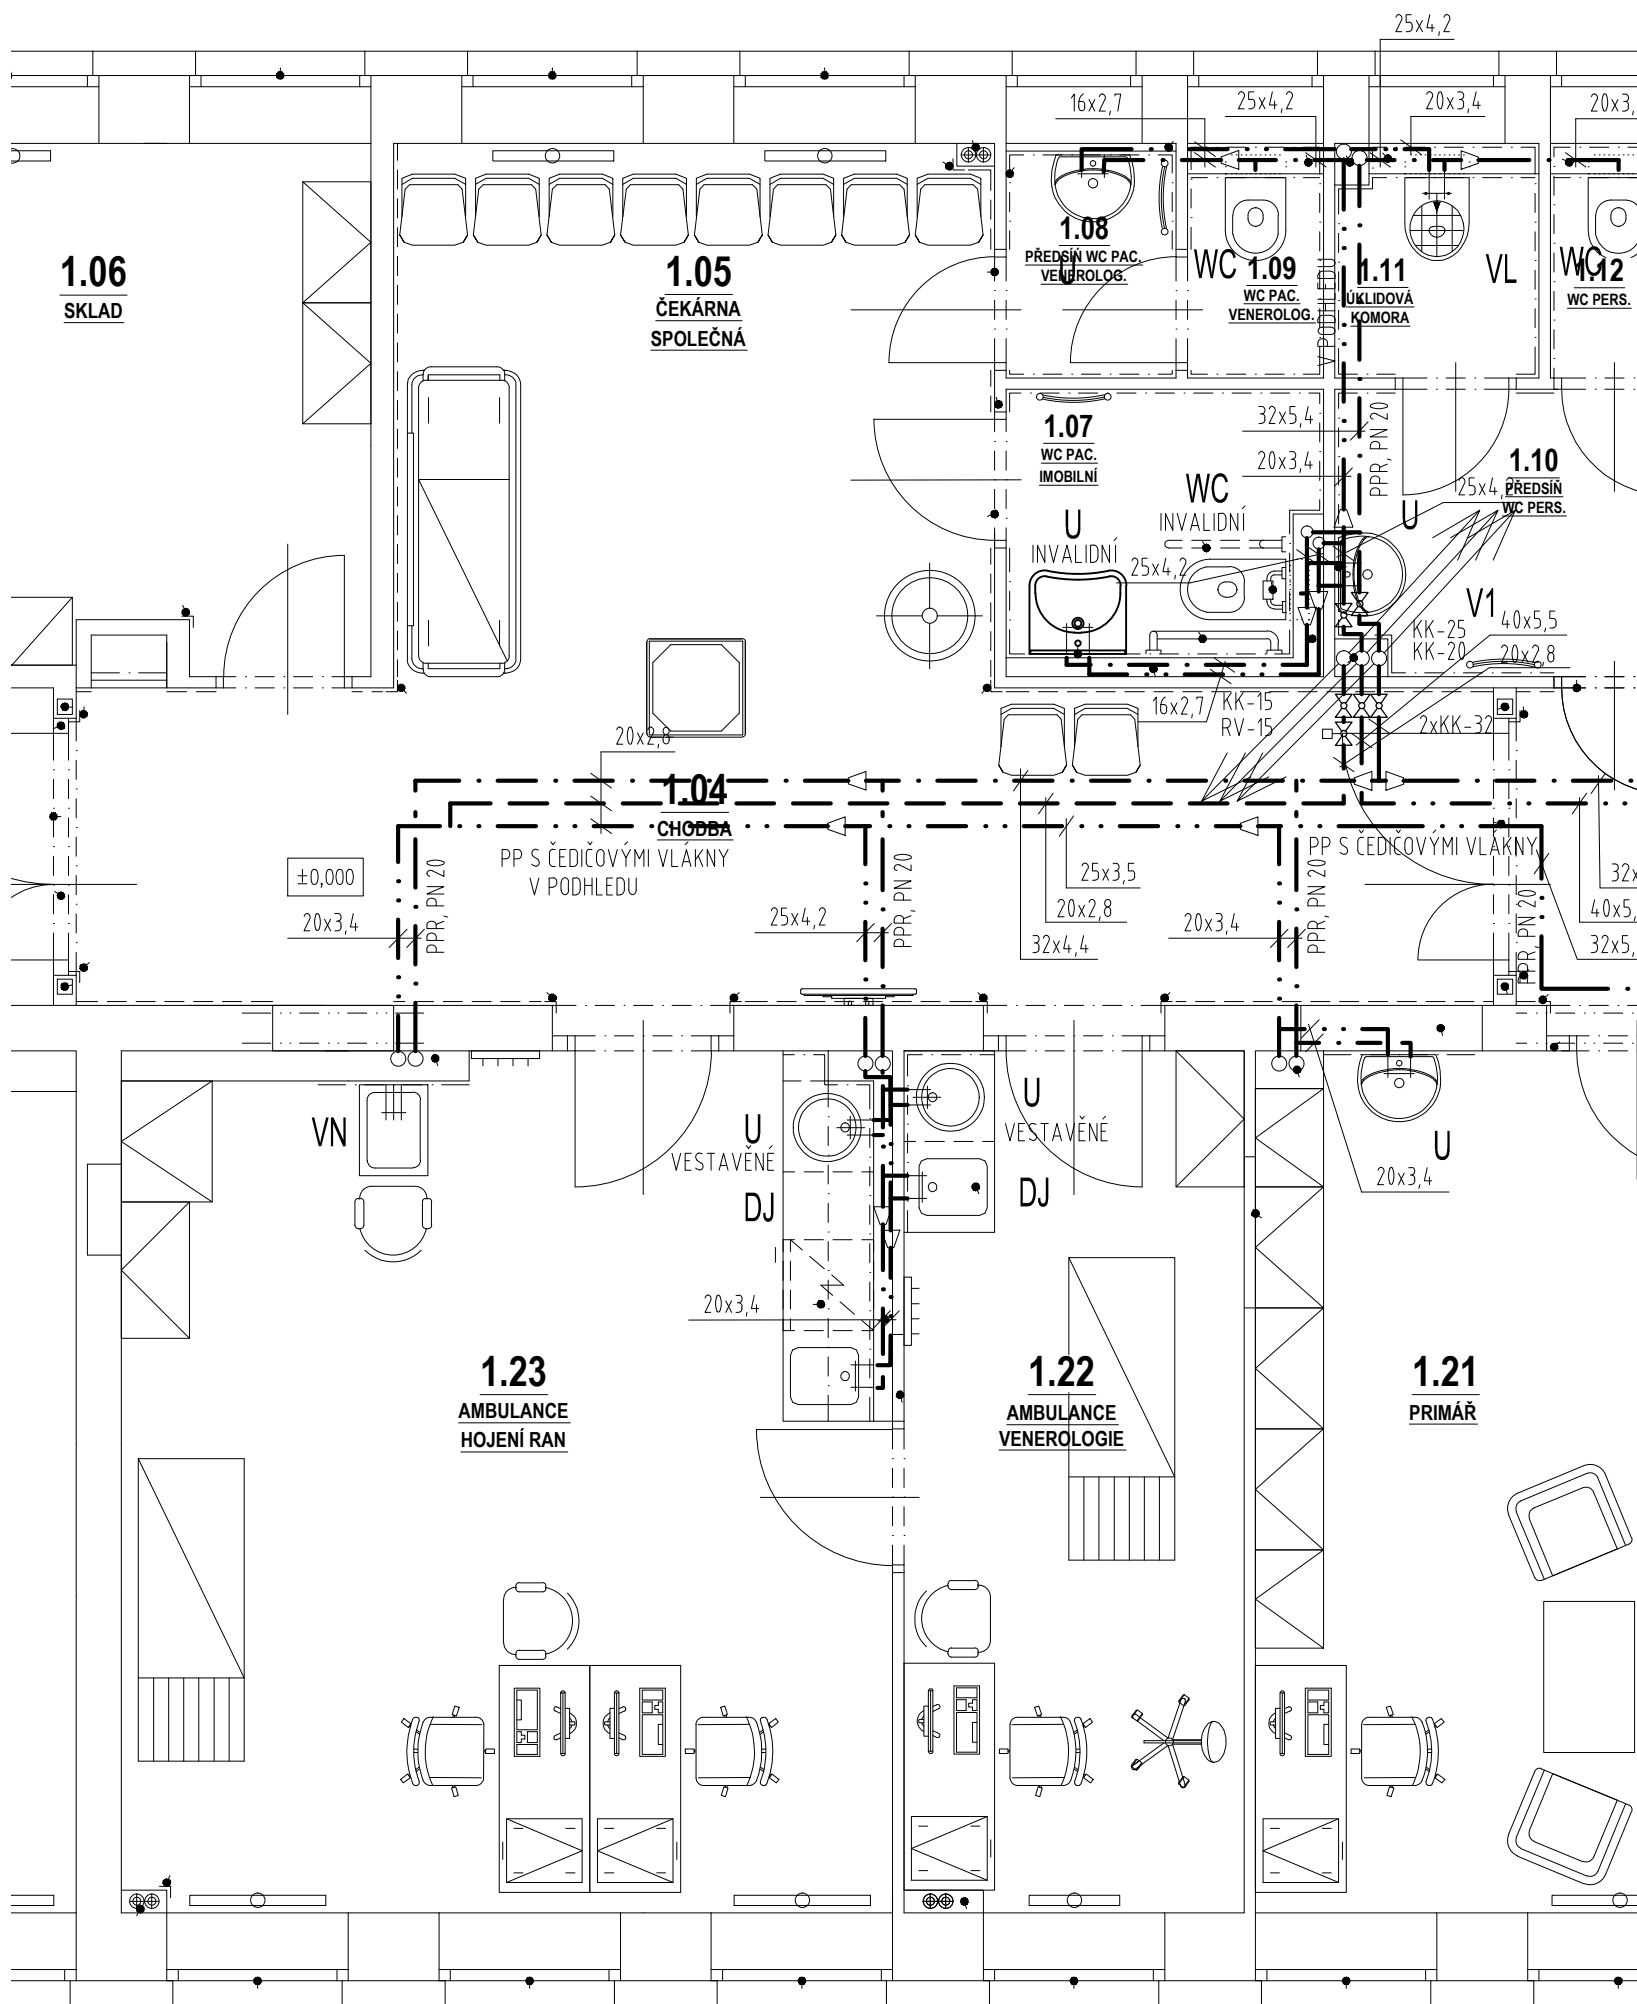 25x4,2
16x2,7
25x4,2
20x3,4
20x3,
1.06
SKLAD
1.05
ČEKÁRNA
SPOLEČNÁ
1.08
PŘEDSÍŇ WC PAC.
VENEROLOG.
U
WC
1.09
WC PAC.
VENEROLOG.
V PODHLEDU
1.11
ÚKLIDOVÁ
KOMORA
VL
WC
1.12
WC PERS.
1.07
WC PAC.
IMOBILNÍ
32x5,4
20x3,4
PPR, PN 20
1.10
PŘEDSÍŇ
WC PERS.
25x4,2
WC
INVALIDNÍ
U
INVALIDNÍ
U
25x4,2
V1
KK-25
KK-20
40x5,5
20x2,8
16x2,7
KK-15
RV-15
2xKK-32
20x2,8
1.04
CHODBA
PP S ČEDIČOVÝMI VLÁKNY
V PODHLEDU
PP S ČEDIČOVÝMI VLÁKNY
±0,000
20x3,4
PPR, PN 20
25x4,2
PPR, PN 20
25x3,5
20x2,8
32x4,4
20x3,4
PPR, PN 20
PPR, PN 20
32x
40x5,
32x5,
VN
U
VESTAVĚNÉ
DJ
U
VESTAVĚNÉ
DJ
U
20x3,4
20x3,4
1.23
AMBULANCE
HOJENÍ RAN
1.22
AMBULANCE
VENEROLOGIE
1.21
PRIMÁŘ